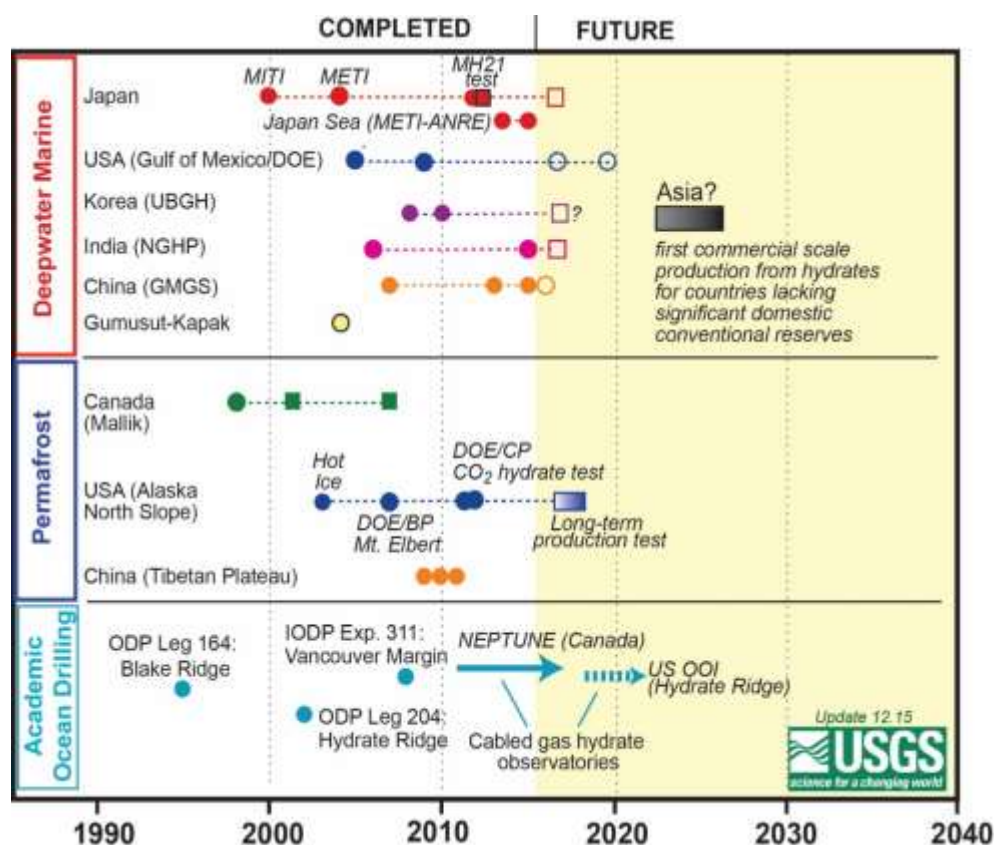 COMPLETED
FUTURE
Deepwater Marine
Japan
MITI
METI
MH21
test
Japan Sea (METI-ANRE)
USA (Gulf of Mexico/DOE)
Korea (UBGH)
?
India (NGHP)
China (GMGS)
Gumusut-Kapak
Asia?
first commercial scale
production from hydrates
for countries lacking
significant domestic
conventional reserves
Permafrost
Canada
(Mallik)
USA (Alaska
North Slope)
Hot
Ice
DOE/BP
Mt. Elbert
DOE/CP
CO2 hydrate test
Long-term
production test
China (Tibetan Plateau)
Academic
Ocean Drilling
ODP Leg 164:
Blake Ridge
IODP Exp. 311:
Vancouver Margin
ODP Leg 204:
Hydrate Ridge
NEPTUNE (Canada)
US OOI
(Hydrate Ridge)
Cabled gas hydrate
observatories
Update 12.15
USGS
science for a changing world
1990
2000
2010
2020
2030
2040